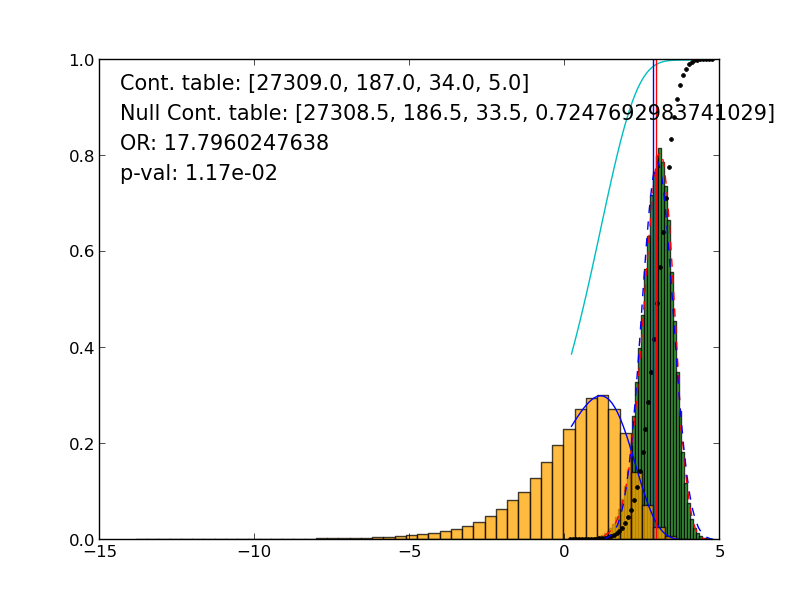 Cont. table: [27309.0, 187.0, 34.0, 5.0]
Null Cont. table: [27308.5, 186.5, 33.5, 0.72476929837410​29]
OR: 17.7960247638
p-val: 1.17e-02
1.0
0.8
0.6
0.4
0.2
0.0
−15
−10
−5
0
5